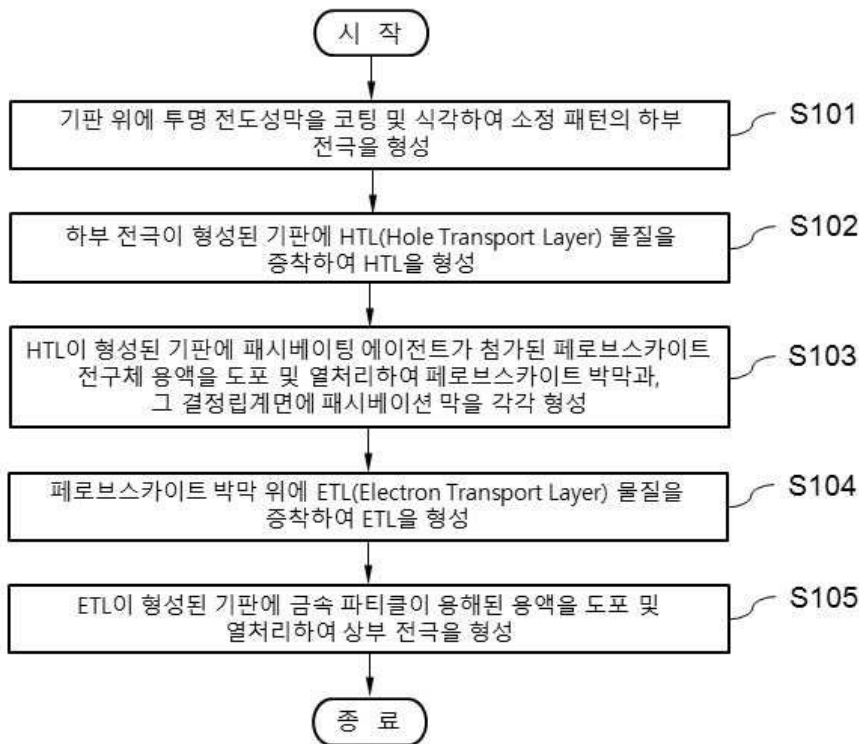 시 작
기판 위에 투명 전도성막을 코팅 및 식각하여 소정 패턴의 하부
전극을 형성
S101
하부 전극이 형성된 기판에 HTL(Hole Transport Layer) 물질을
증착하여 HTL을 형성
S102
HTL이 형성된 기판에 패시베이팅 에이전트가 첨가된 페로브스카이트
전구체 용액을 도포 및 열처리하여 페로브스카이트 박막과,
그 결정립계면에 패시베이션 막을 각각 형성
S103
페로브스카이트 박막 위에 ETL(Electron Transport Layer) 물질을
증착하여 ETL을 형성
S104
ETL이 형성된 기판에 금속 파티클이 용해된 용액을 도포 및
열처리하여 상부 전극을 형성
S105
종 료